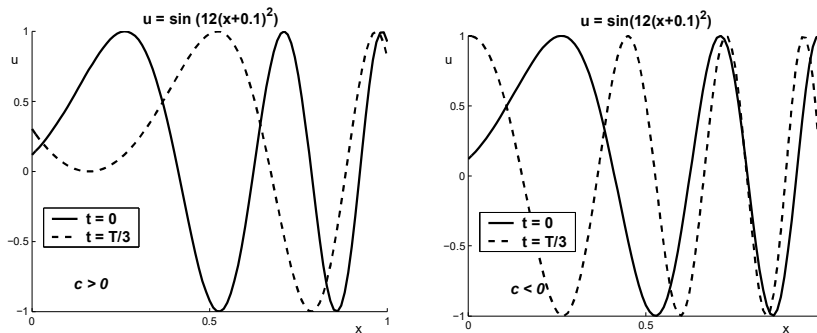 u = sin (12(x+0.1)²)
1
u
0.5
0
−0.5
−1
t = 0
t = T/3
c > 0
0
0.5
x
1
u = sin(12(x+0.1)²)
1
u
0.5
0
−0.5
−1
t = 0
t = T/3
c < 0
0
0.5
x
1